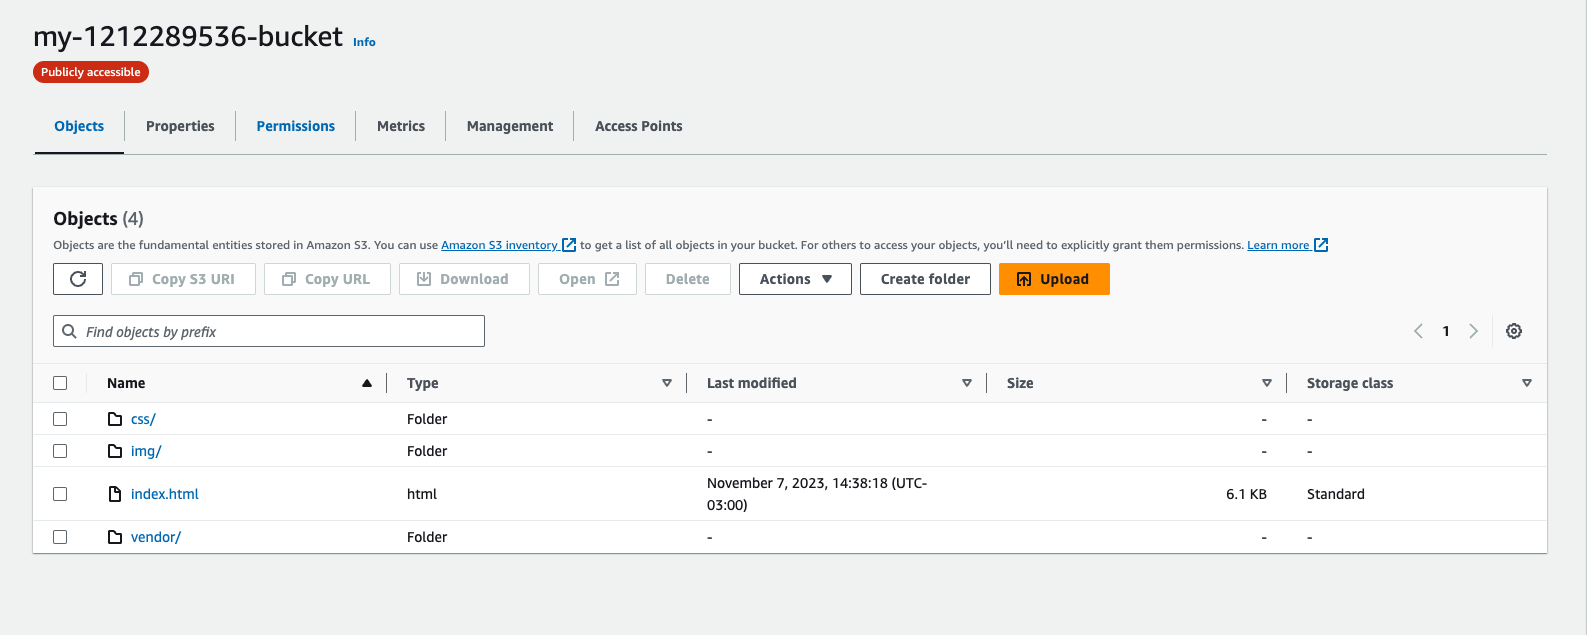 my-1212289536-bucket Info
Publicly accessible
Objects Properties Permissions Metrics Management Access Points
Objects (4)
Objects are the fundamental entities stored in Amazon S3. You can use Amazon S3 inventory to get a list of all objects in your bucket. For others to access your objects, you'll need to explicitly grant them permissions. Learn more
Copy S3 URI Copy URL Download Open Delete Actions Create folder Upload
Find objects by prefix 1
Name Type Last modified Size Storage class
css/ Folder - - -
img/ Folder - - -
index.html html November 7, 2023, 14:38:18 (UTC-
03:00) 6.1 KB Standard
vendor/ Folder - - -